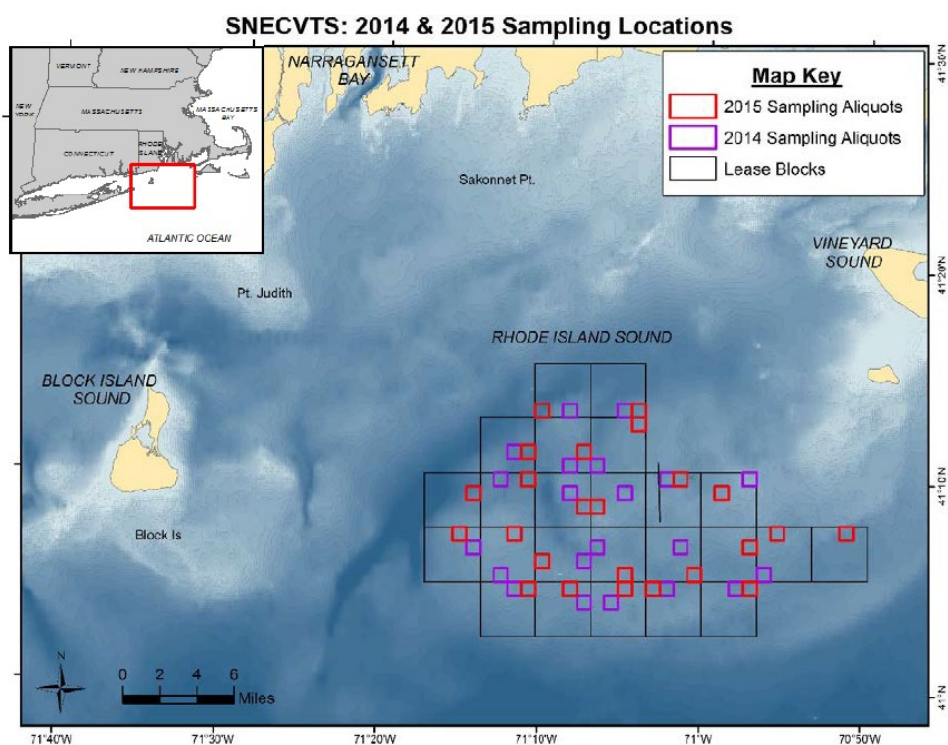 SNECVTS: 2014 & 2015 Sampling Locations
VERMONT
NEW HAMPSHIRE
NEW
YORK
MASSACHUSETTS
MASSACHUSETTS
BAY
CONNECTICUT
RHODE
ISLAND
ATLANTIC OCEAN
NARRAGANSETT
BAY
Map Key
2015 Sampling Aliquots
2014 Sampling Aliquots
Lease Blocks
41°30'N
Sakonnet Pt.
VINEYARD
SOUND
41°20'N
Pt. Judith
RHODE ISLAND SOUND
BLOCK ISLAND
SOUND
41°10'N
Block Is
N
0 2 4 6
Miles
41°N
71°40'W
71°30'W
71°20'W
71°10'W
71°W
70°50'W